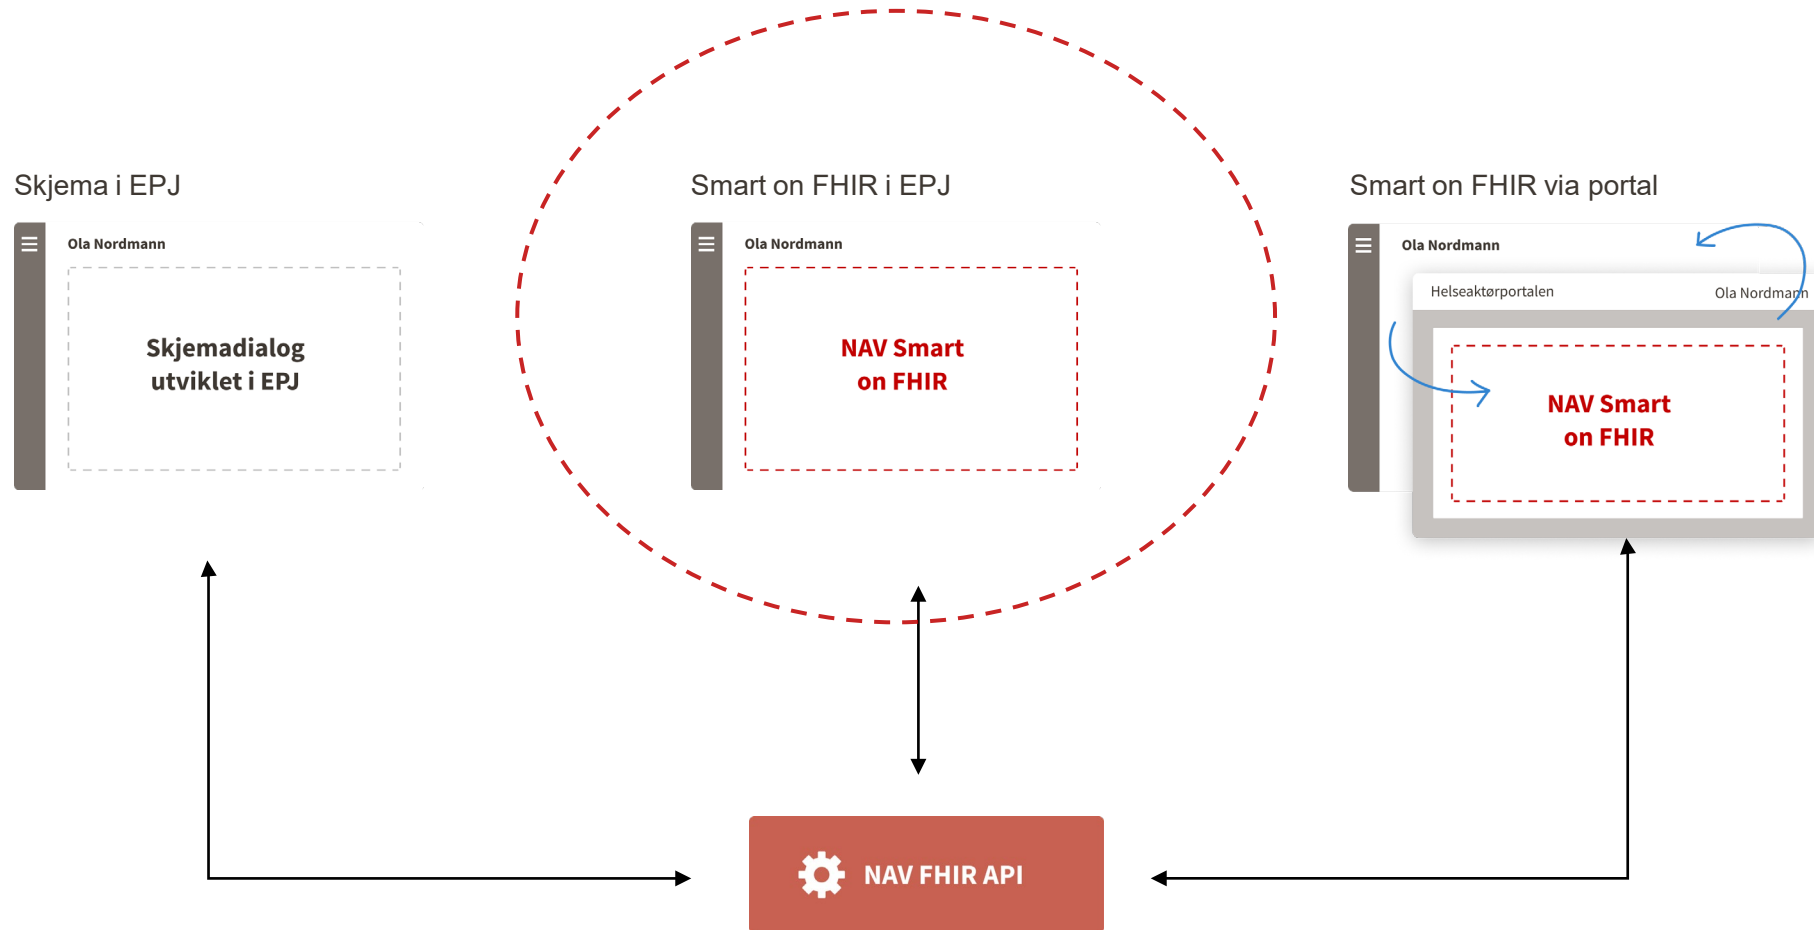 Skjema i EPJ
Ola Nordmann
Skjemadialog
utviklet i EPJ
Smart on FHIR i EPJ
Ola Nordmann
NAV Smart
on FHIR
Smart on FHIR via portal
Ola Nordmann
Helseaktørportalen
Ola Nordmann
NAV Smart
on FHIR
NAV FHIR API